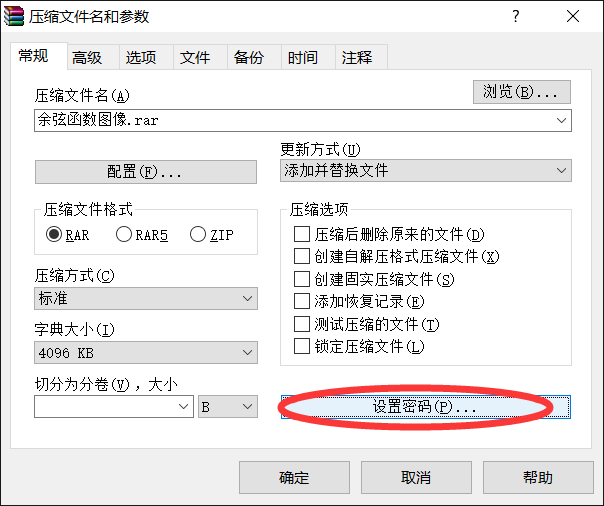 压缩文件名和参数
常规 高级 选项 文件 备份 时间 注释
压缩文件名(A)
浏览(B)...
余弦函数图像.rar
更新方式(U)
配置(F)...
添加并替换文件
压缩文件格式
RAR RAR5 ZIP
压缩方式(C)
标准
字典大小(I)
4096 KB
切分为分卷(V)，大小
B
压缩选项
压缩后删除原来的文件(D)
创建自解压格式压缩文件(X)
创建固实压缩文件(S)
添加恢复记录(E)
测试压缩的文件(T)
锁定压缩文件(L)
设置密码(P)...
确定 取消 帮助